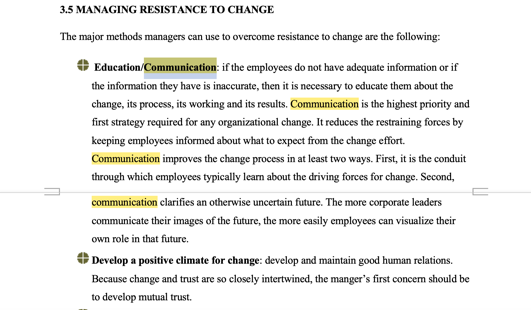 3.5 MANAGING RESISTANCE TO CHANGE
The major methods managers can use to overcome resistance to change are the following:
Education/Communication: if the employees do not have adequate information or if
the information they have is inaccurate, then it is necessary to educate them about the
change, its process, its working and its results. Communication is the highest priority and
first strategy required for any organizational change. It reduces the restraining forces by
keeping employees informed about what to expect from the change effort.
Communication improves the change process in at least two ways. First, it is the conduit
through which employees typically learn about the driving forces for change. Second,
communication clarifies an otherwise uncertain future. The more corporate leaders
communicate their images of the future, the more easily employees can visualize their
own role in that future.
Develop a positive climate for change: develop and maintain good human relations.
Because change and trust are so closely intertwined, the manger's first concern should be
to develop mutual trust.